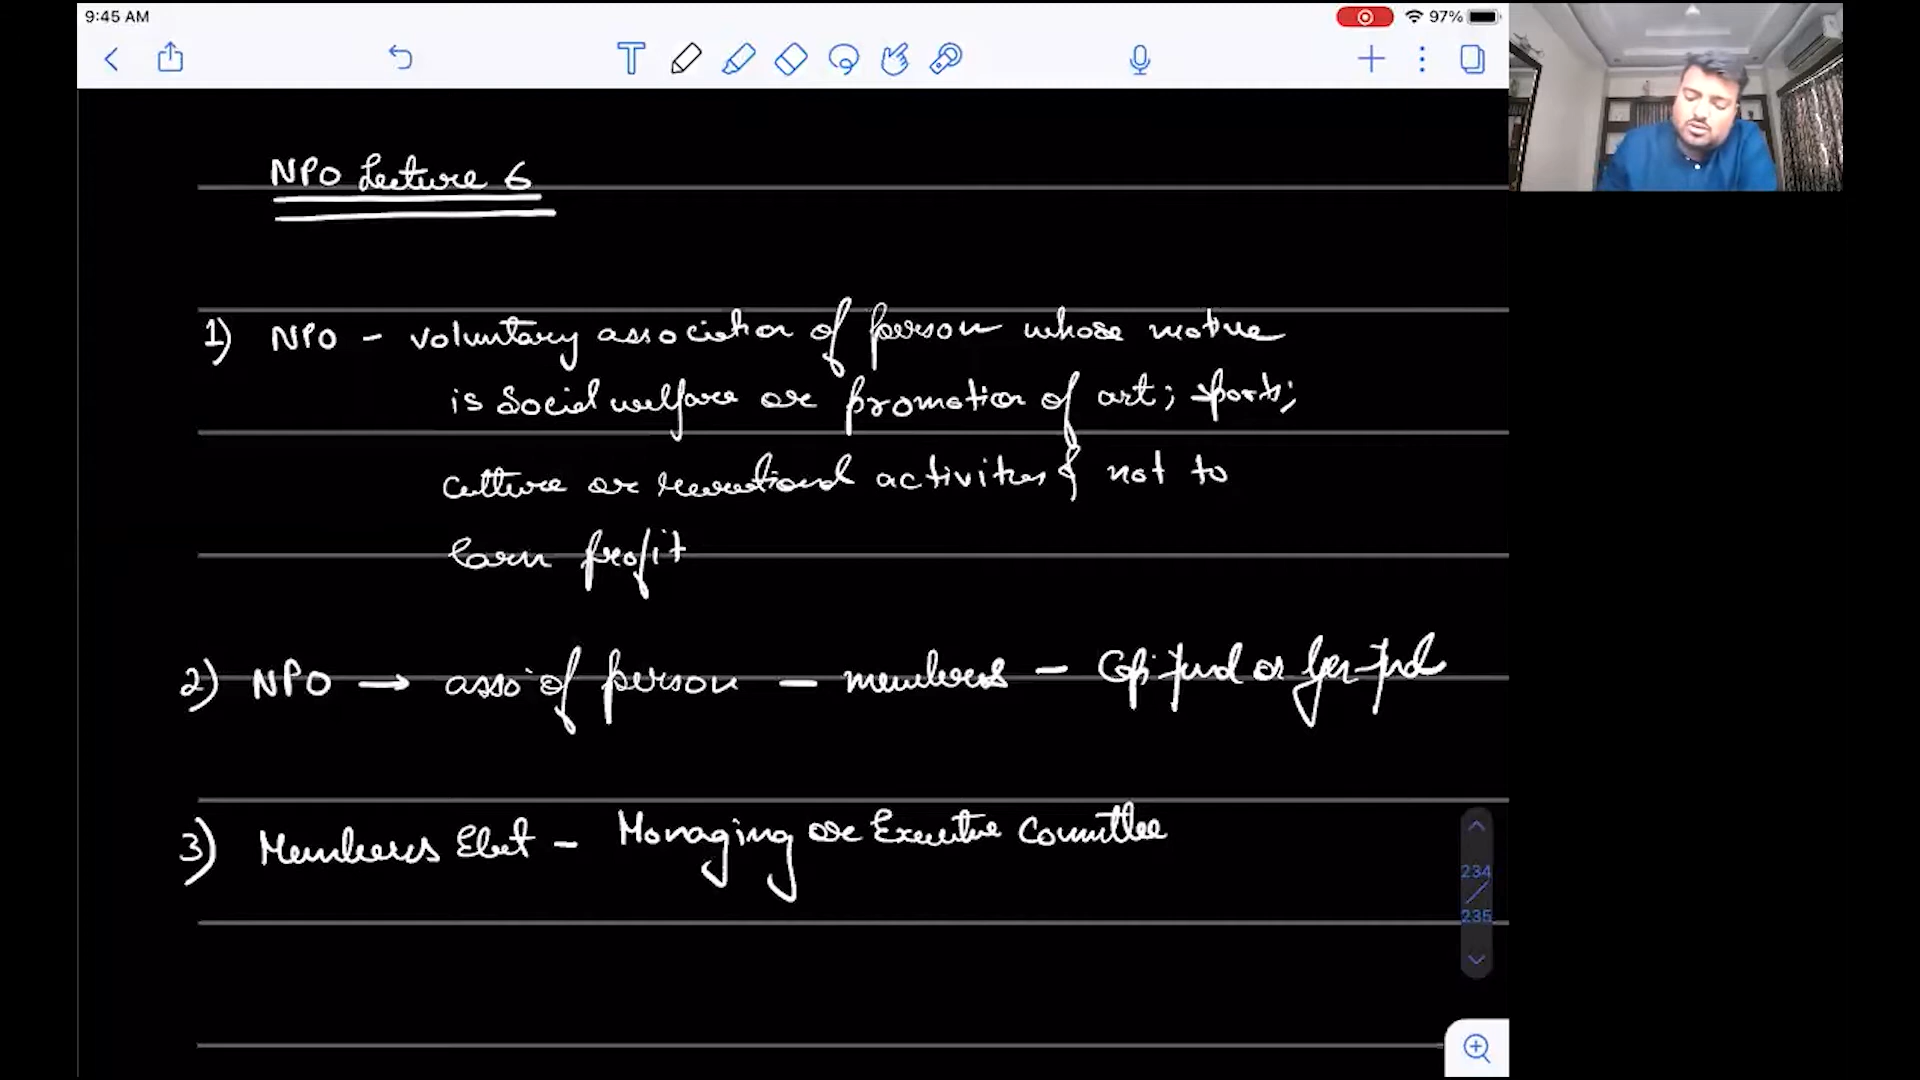 9:45 AM
97%
NPO Lecture 6
1) NPO - voluntary association of person whose motive
is social welfare or promotion of art; sports;
culture or recreational activities & not to
earn profit
2) NPO → asso' of person - members - Cap fund or Gen fund
3) Members Elect - Managing or Executive Committee
234
235